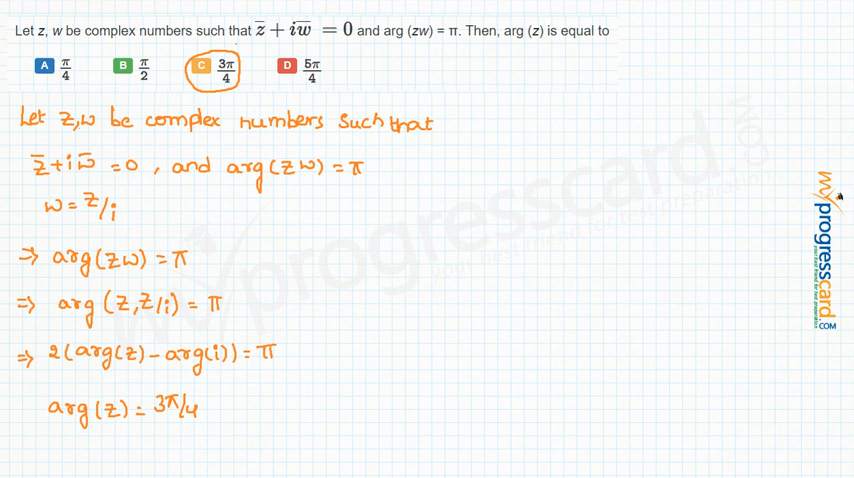 Let z, w be complex numbers such that z̅ + iw̅ = 0 and arg (zw) = π. Then, arg (z) is equal to
A π/4 B π/2 C 3π/4 D 5π/4
Let z,w be complex numbers such that
z̅+iw̅ =0 , and arg(zw)=π
w = z/i
⇒ arg(zw)=π
⇒ arg(z,z/i)=π
⇒ 2(arg(z)-arg(i))=π
arg(z)=3π/4
myprogresscard
.COM